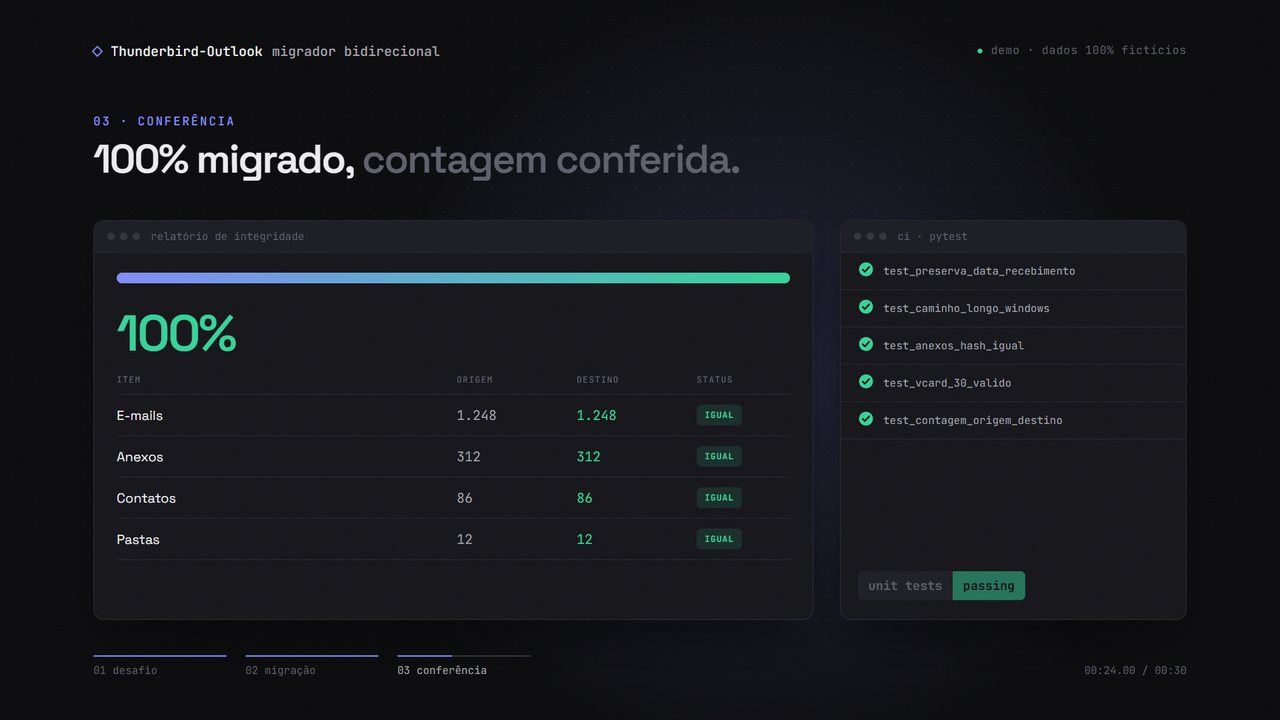 Thunderbird-Outlook migrador bidirecional
demo · dados 100% fictícios
03 · CONFERÊNCIA
100% migrado, contagem conferida.
relatório de integridade
100%
ITEM ORIGEM DESTINO STATUS
E-mails 1.248 1.248 IGUAL
Anexos 312 312 IGUAL
Contatos 86 86 IGUAL
Pastas 12 12 IGUAL
ci · pytest
test_preserva_data_recebimento
test_caminho_longo_windows
test_anexos_hash_igual
test_vcard_30_valido
test_contagem_origem_destino
unit tests passing
01 desafio
02 migração
03 conferência
00:24.00 / 00:30